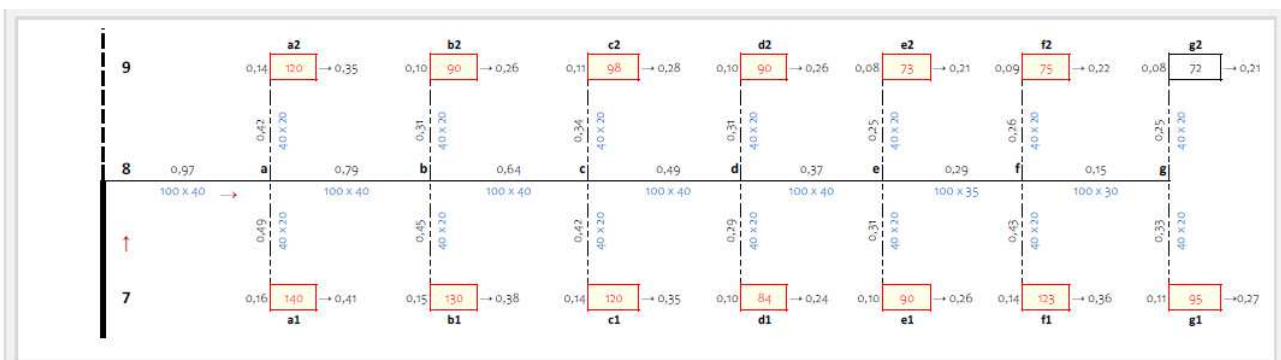 a2 b2 c2 d2 e2 f2 g2
9 0,14 120 → 0,35 0,10 90 → 0,26 0,11 98 → 0,28 0,10 90 → 0,26 0,08 73 → 0,21 0,09 75 → 0,22 0,08 72 → 0,21
0,42 40 x 20 0,31 40 x 20 0,34 40 x 20 0,31 40 x 20 0,25 40 x 20 0,26 40 x 20 0,25 40 x 20
8 0,97 a 0,79 b 0,64 c 0,49 d 0,37 e 0,29 f 0,15 g
100 x 40 → 100 x 40 100 x 40 100 x 40 100 x 40 100 x 35 100 x 30
↑ 0,49 40 x 20 0,45 40 x 20 0,42 40 x 20 0,29 40 x 20 0,31 40 x 20 0,43 40 x 20 0,33 40 x 20
7 0,16 140 → 0,41 0,15 130 → 0,38 0,14 120 → 0,35 0,10 84 → 0,24 0,10 90 → 0,26 0,14 123 → 0,36 0,11 95 → 0,27
a1 b1 c1 d1 e1 f1 g1